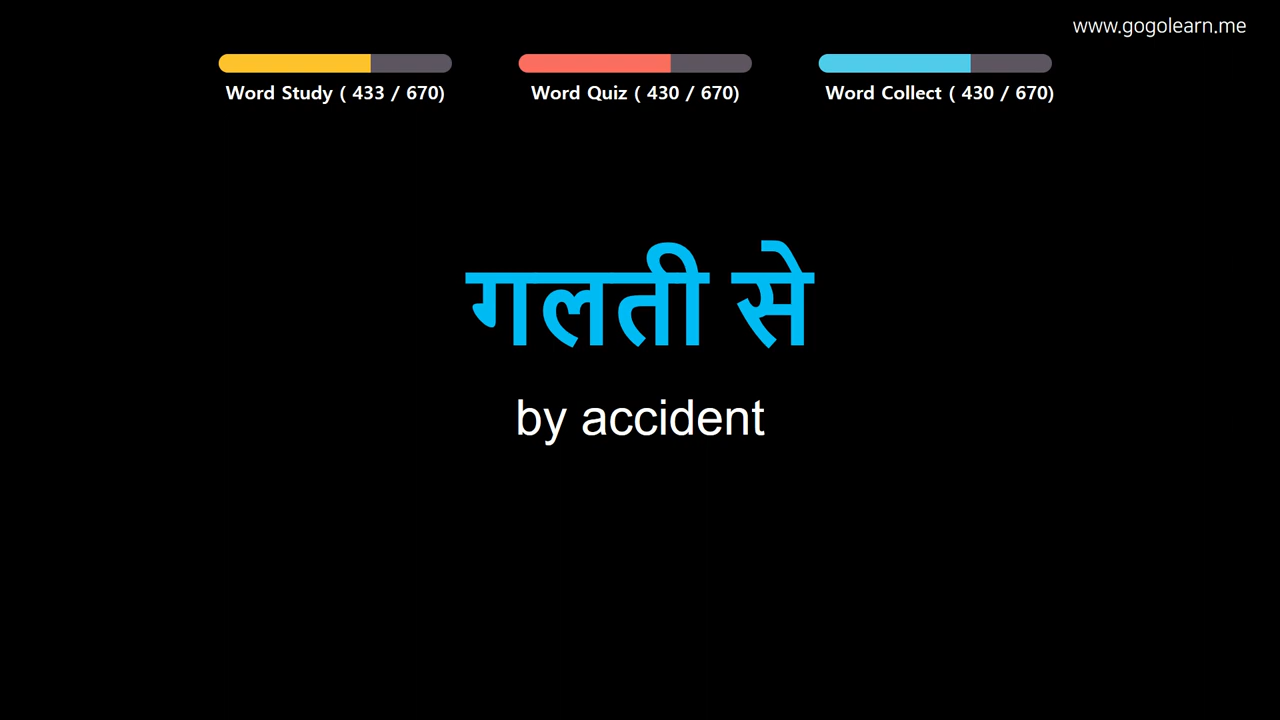 www.gogolearn.me
Word Study ( 433 / 670)
Word Quiz ( 430 / 670)
Word Collect ( 430 / 670)
गलती से
by accident